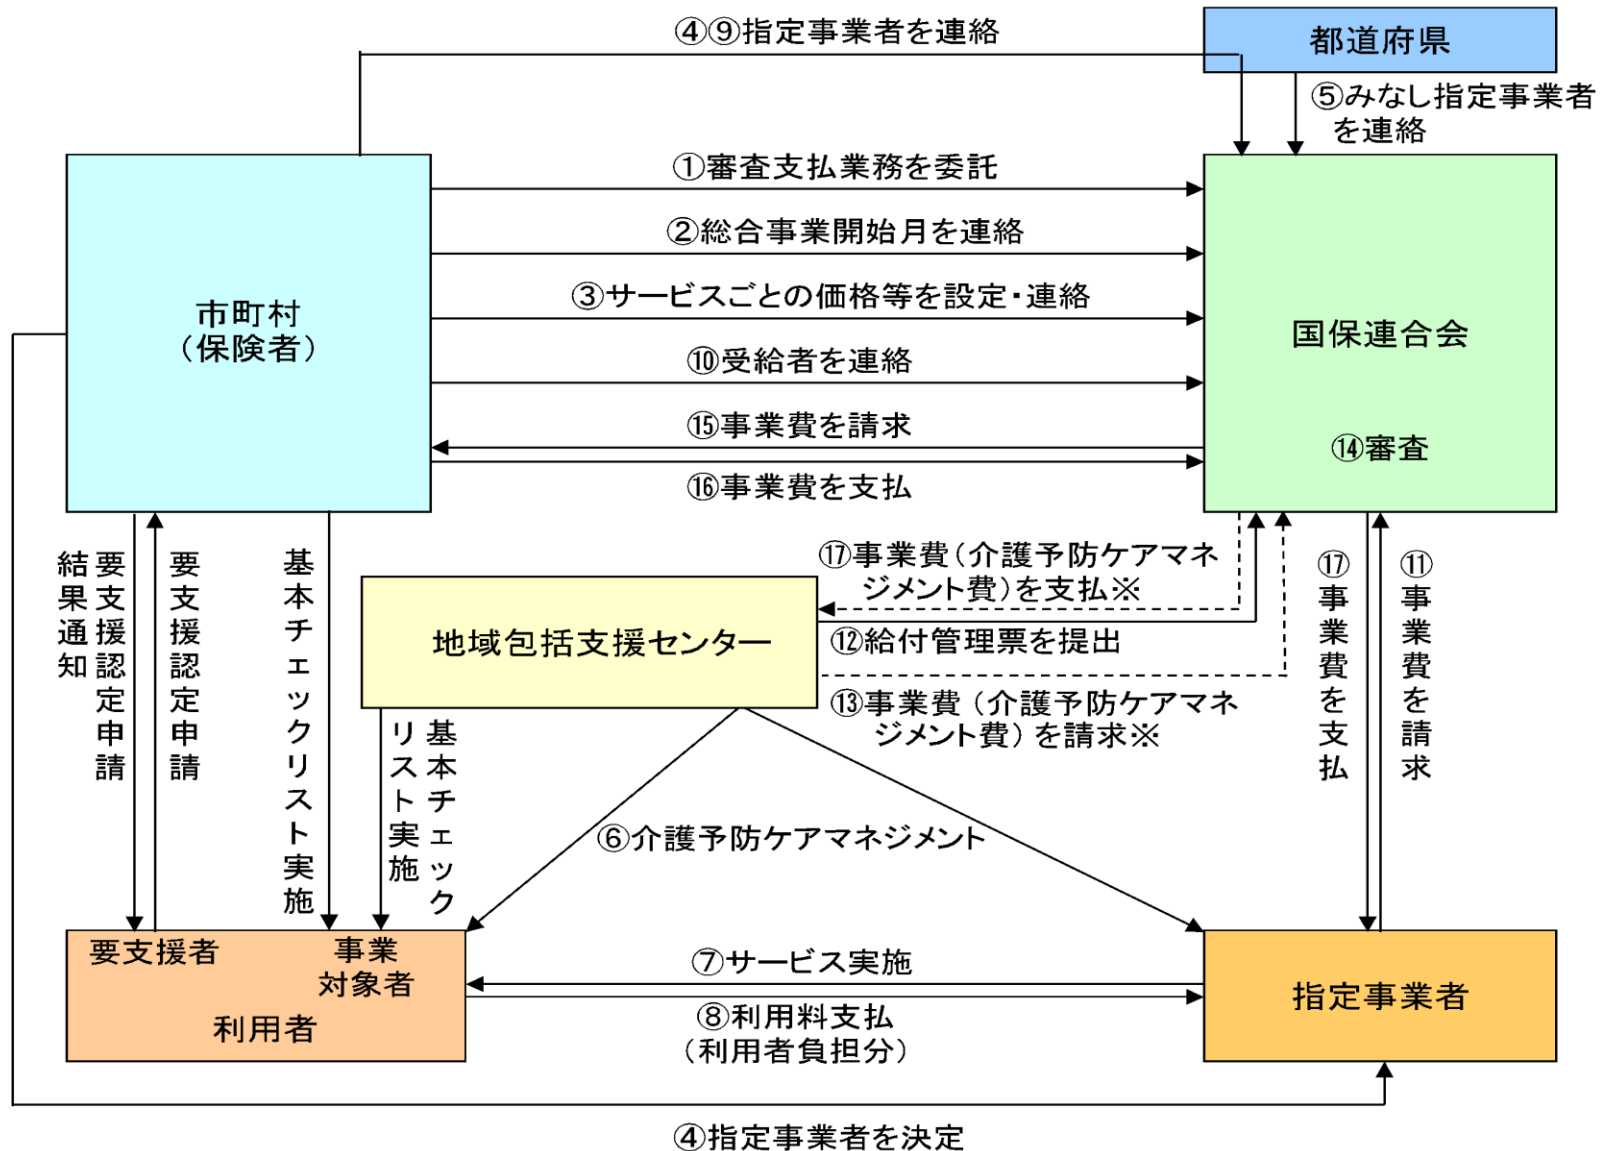 ④⑨指定事業者を連絡
都道府県
⑤みなし指定事業者
を連絡
①審査支払業務を委託
②総合事業開始月を連絡
③サービスごとの価格等を設定・連絡
市町村
（保険者）
国保連合会
⑩受給者を連絡
⑮事業費を請求
⑭審査
⑯事業費を支払
要支援認定申請
結果通知
要支援認定申請
基本チェックリスト実施
⑰事業費（介護予防ケアマネ
ジメント費）を支払※
地域包括支援センター
⑫給付管理票を提出
⑬事業費（介護予防ケアマネ
ジメント費）を請求※
⑰事業費を支払
⑪事業費を請求
基本チェック
リスト実施
⑥介護予防ケアマネジメント
要支援者
事業
対象者
利用者
⑦サービス実施
⑧利用料支払
（利用者負担分）
指定事業者
④指定事業者を決定